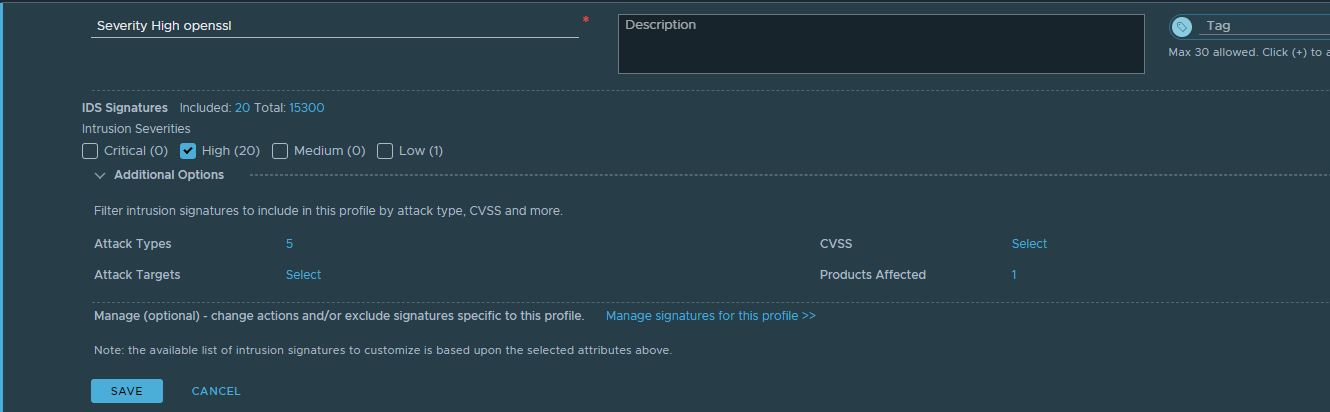 Severity High openssl *
Description
Tag
Max 30 allowed. Click (+) to a
IDS Signatures Included: 20 Total: 15300
Intrusion Severities
Critical (0) High (20) Medium (0) Low (1)
Additional Options
Filter intrusion signatures to include in this profile by attack type, CVSS and more.
Attack Types 5 CVSS Select
Attack Targets Select Products Affected 1
Manage (optional) - change actions and/or exclude signatures specific to this profile. Manage signatures for this profile >>
Note: the available list of intrusion signatures to customize is based upon the selected attributes above.
SAVE CANCEL